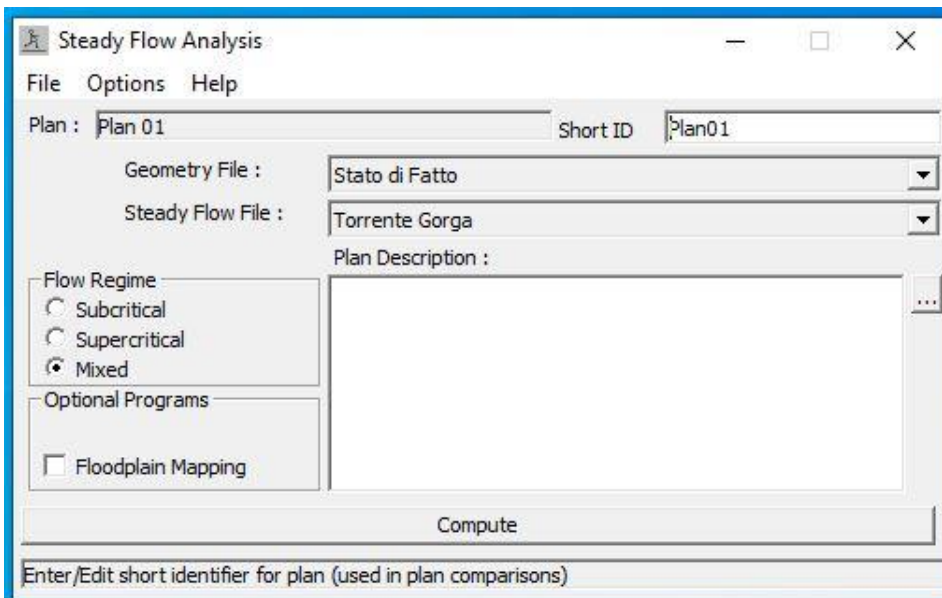 Steady Flow Analysis
File Options Help
Plan : Plan 01 Short ID Plan01
Geometry File : Stato di Fatto
Steady Flow File : Torrente Gorga
Plan Description :
Flow Regime
Subcritical
Supercritical
Mixed
...
Optional Programs
Floodplain Mapping
Compute
Enter/Edit short identifier for plan (used in plan comparisons)